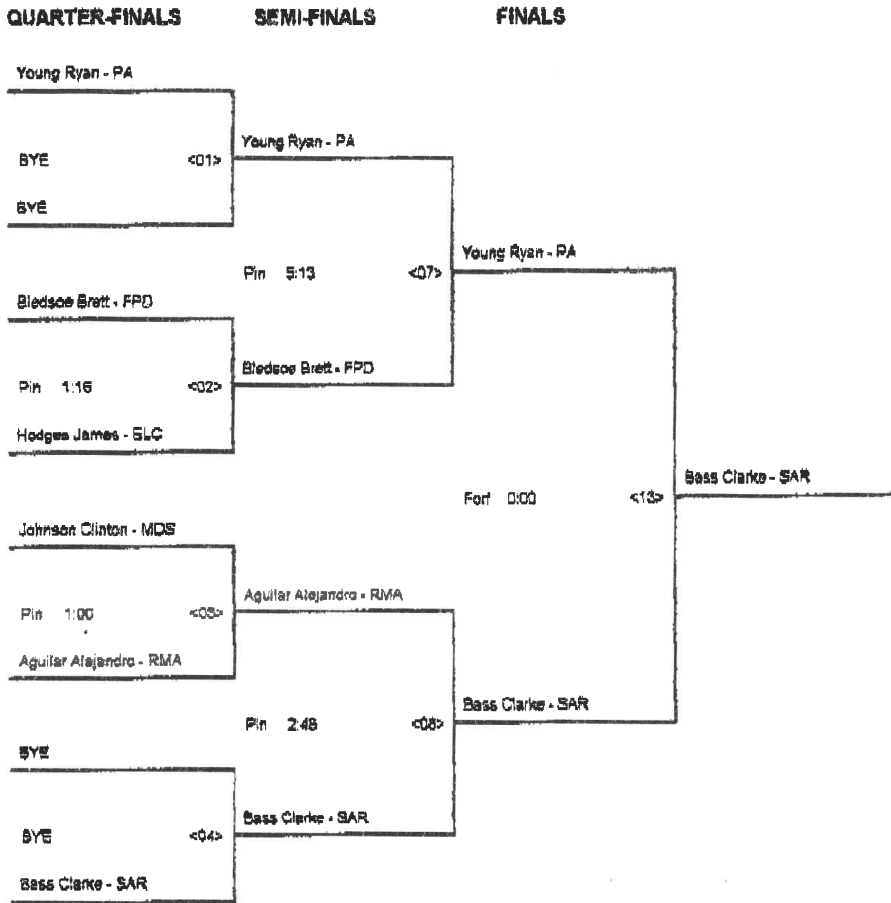 QUARTER-FINALS SEMI-FINALS FINALS
Young Ryan - PA
Young Ryan - PA
BYE <01>
BYE
Young Ryan - PA
Pin 5:13 <07>
Bledsoe Brett - FPD
Bledsoe Brett - FPD
Pin 1:16 <02>
Hodges James - SLC
Bass Clarke - SAR
Forf 0:00 <13>
Johnson Clinton - MDS
Aguilar Alejandro - RMA
Pin 1:00 <03>
Aguilar Alejandro - RMA
Bass Clarke - SAR
Pin 2:48 <08>
BYE
Bass Clarke - SAR
BYE <04>
Bass Clarke - SAR